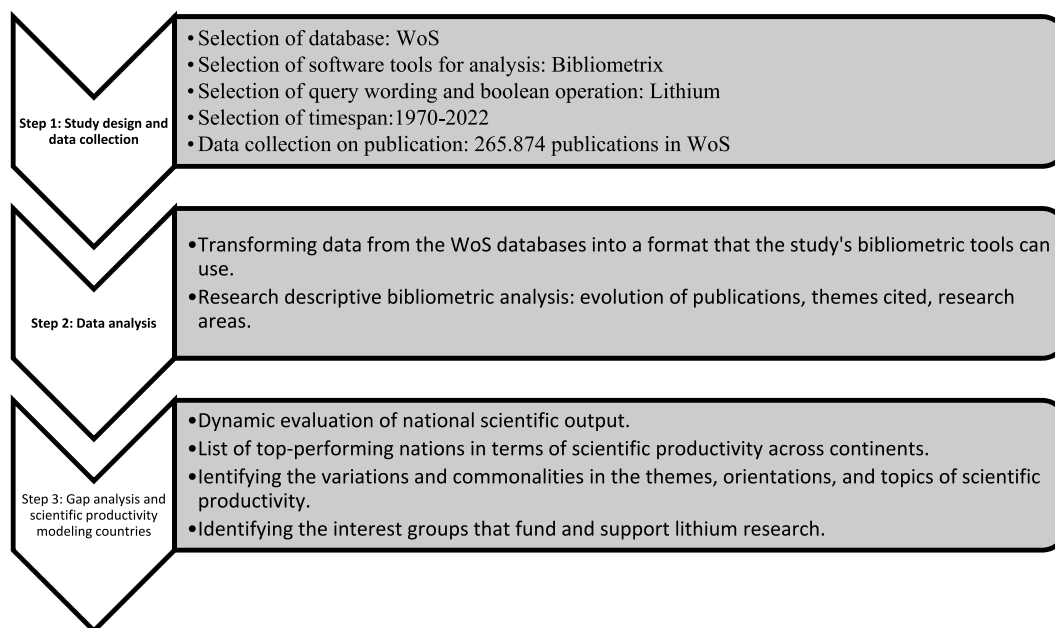 Step 1: Study design and
data collection
• Selection of database: WoS
• Selection of software tools for analysis: Bibliometrix
• Selection of query wording and boolean operation: Lithium
• Selection of timespan:1970-2022
• Data collection on publication: 265.874 publications in WoS
Step 2: Data analysis
•Transforming data from the WoS databases into a format that the study's bibliometric tools can
use.
•Research descriptive bibliometric analysis: evolution of publications, themes cited, research
areas.
Step 3: Gap analysis and
scientific productivity
modeling countries
•Dynamic evaluation of national scientific output.
•List of top-performing nations in terms of scientific productivity across continents.
•Ientifying the variations and commonalities in the themes, orientations, and topics of scientific
productivity.
•Identifying the interest groups that fund and support lithium research.